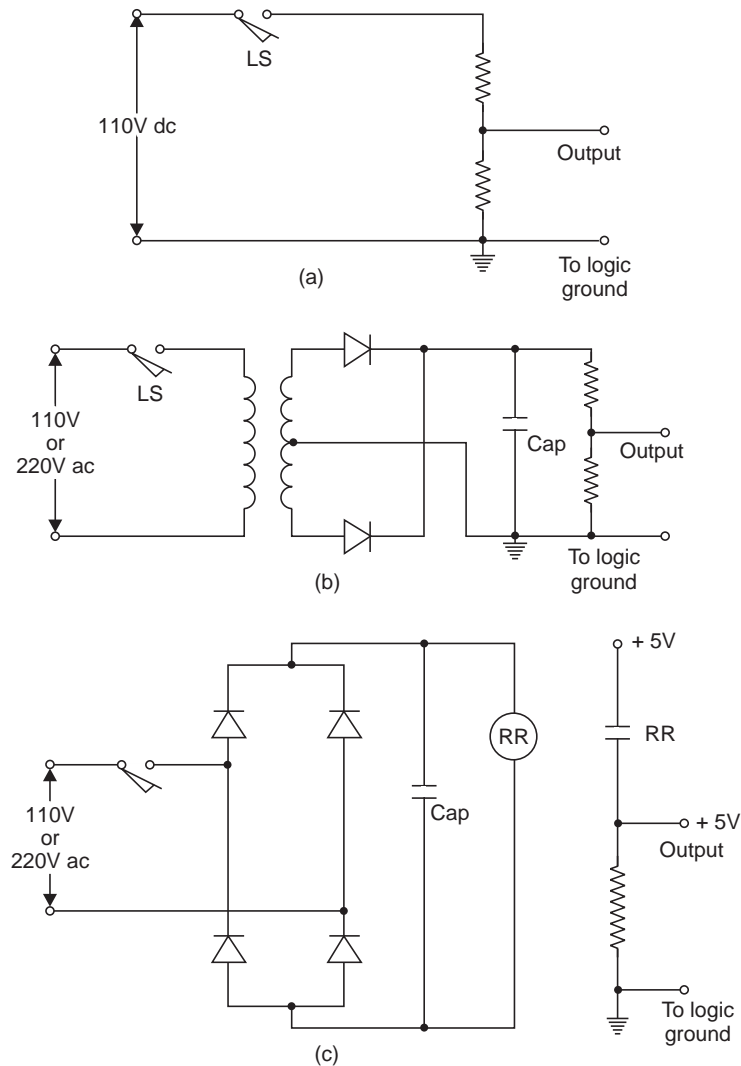 LS
110V dc
Output
To logic
ground
(a)
LS
110V
or
220V ac
Cap
Output
To logic
ground
(b)
+ 5V
RR
RR
110V
or
220V ac
Cap
+ 5V
Output
To logic
ground
(c)